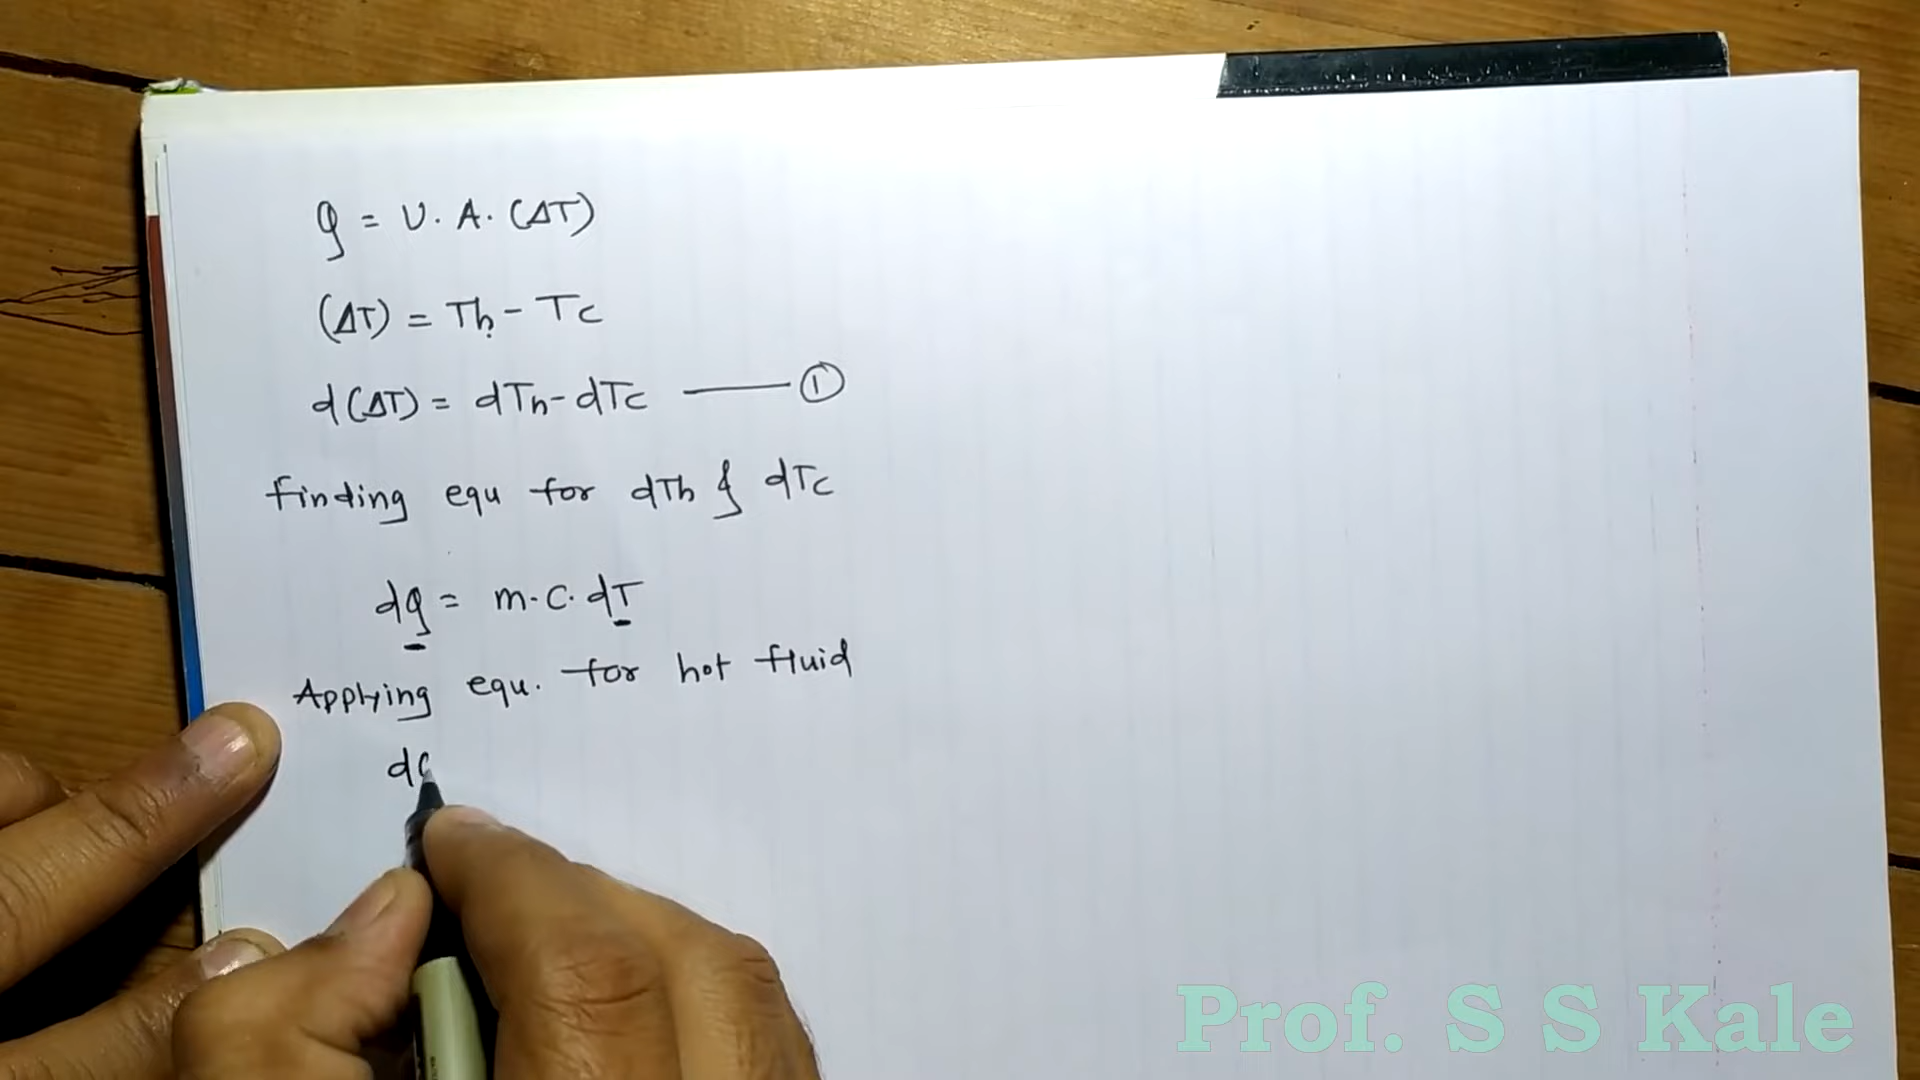 q = U. A. (ΔT)
(ΔT) = Th - Tc
d(ΔT) = dTh - dTc —— ①
Finding equ for dTh & dTc
dq = m.c.dT
Applying equ. for hot fluid
d
Prof. S S Kale